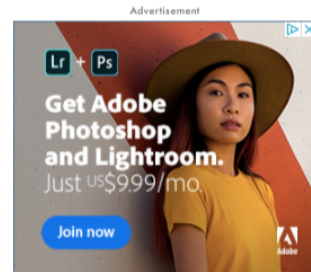 Advertisement
Lr + Ps
Get Adobe
Photoshop
and Lightroom.
Just US$9.99/mo.
Join now
Adobe